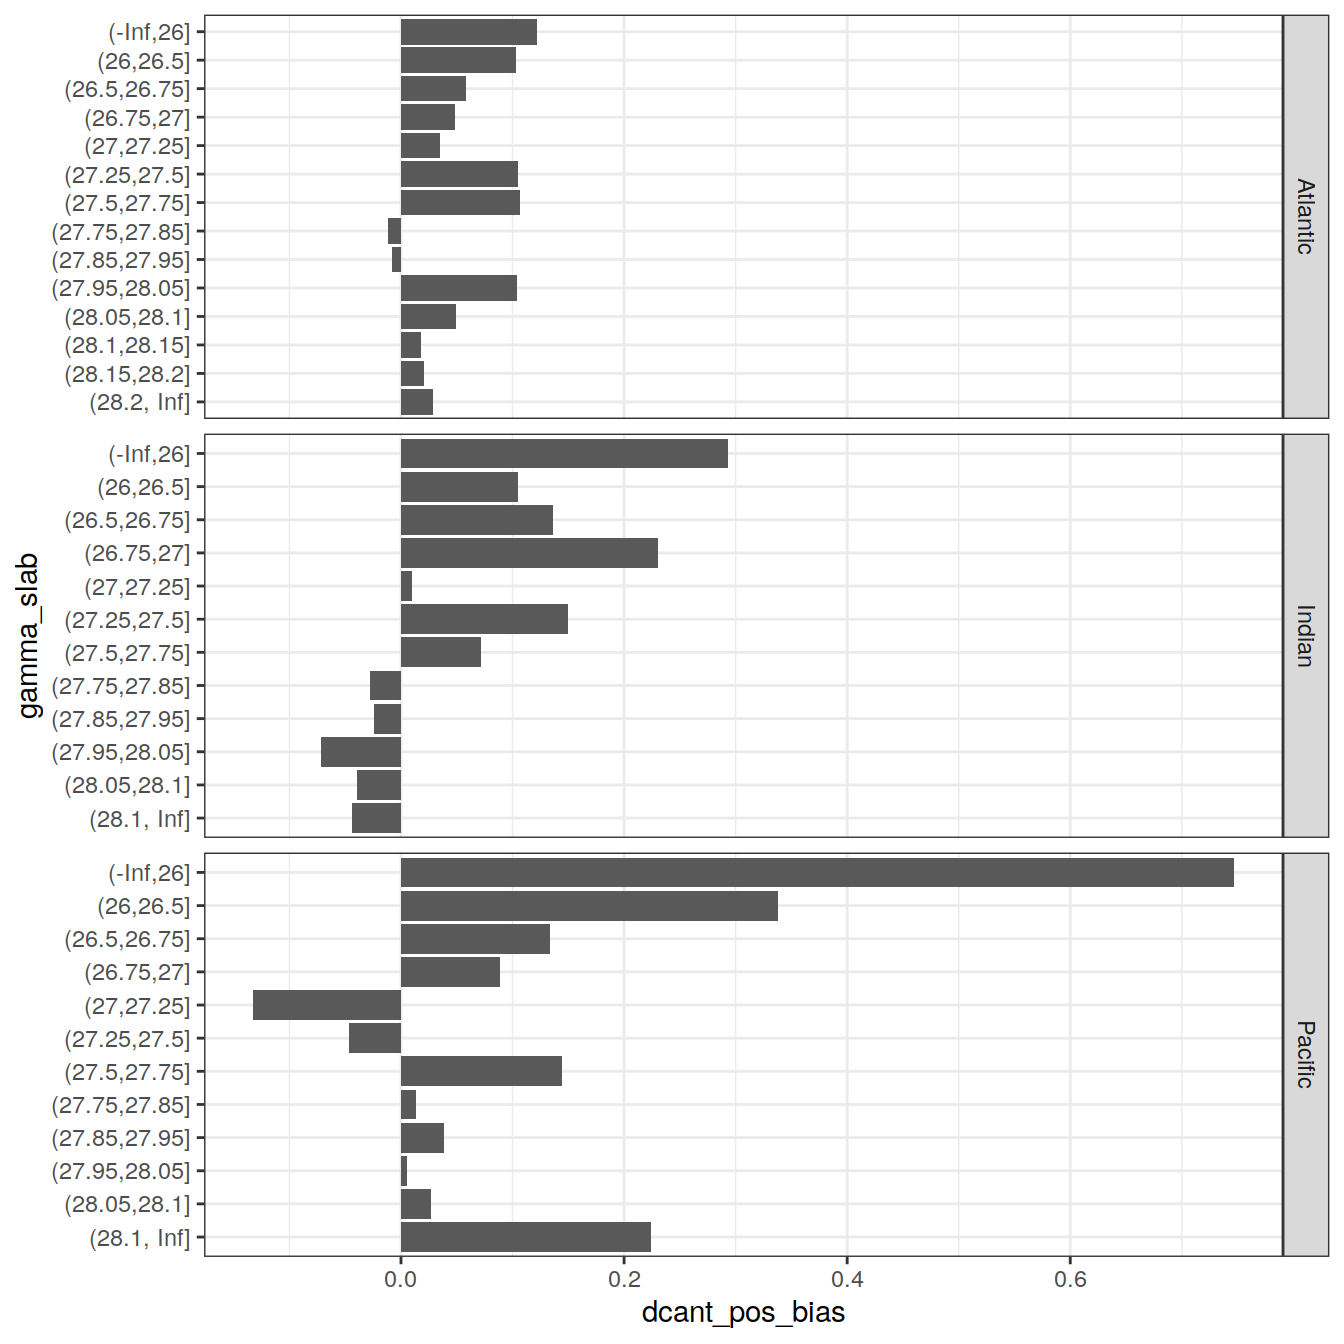 (-Inf,26]
(26,26.5]
(26.5,26.75]
(26.75,27]
(27,27.25]
(27.25,27.5]
(27.5,27.75]
(27.75,27.85]
(27.85,27.95]
(27.95,28.05]
(28.05,28.1]
(28.1,28.15]
(28.15,28.2]
(28.2, Inf]
Atlantic
(-Inf,26]
(26,26.5]
(26.5,26.75]
(26.75,27]
(27,27.25]
(27.25,27.5]
(27.5,27.75]
(27.75,27.85]
(27.85,27.95]
(27.95,28.05]
(28.05,28.1]
(28.1, Inf]
Indian
gamma_slab
(-Inf,26]
(26,26.5]
(26.5,26.75]
(26.75,27]
(27,27.25]
(27.25,27.5]
(27.5,27.75]
(27.75,27.85]
(27.85,27.95]
(27.95,28.05]
(28.05,28.1]
(28.1, Inf]
Pacific
0.0 0.2 0.4 0.6
dcant_pos_bias